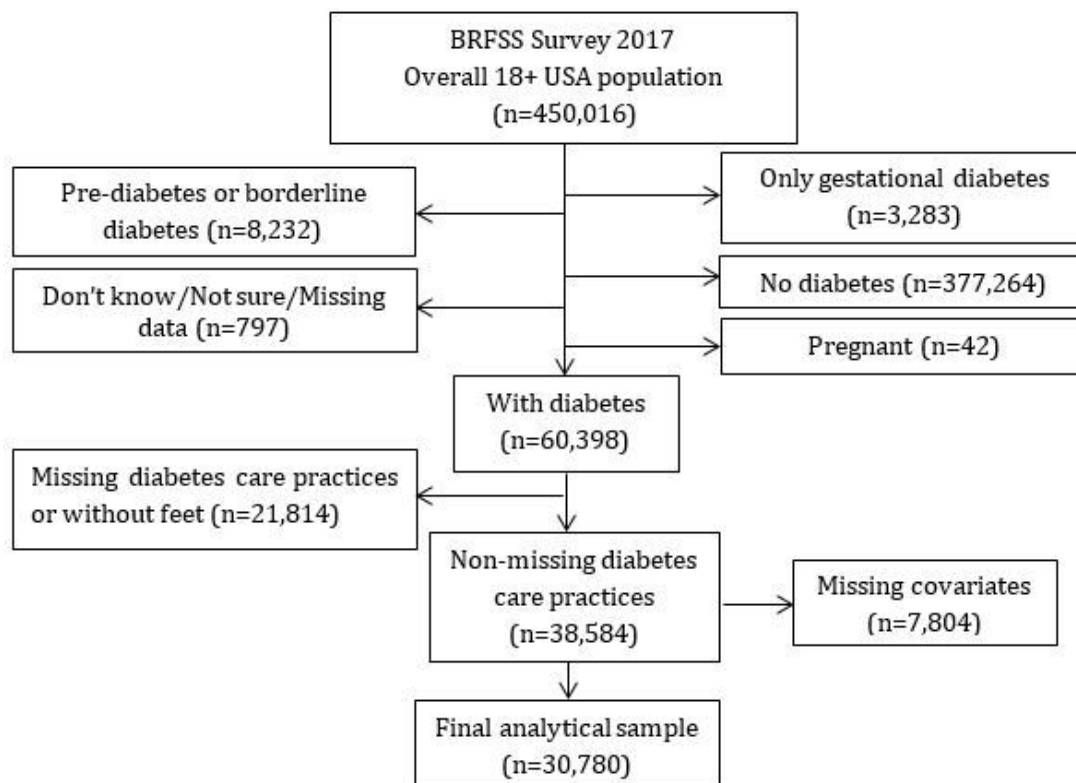 BRFSS Survey 2017
Overall 18+ USA population
(n=450,016)
Pre-diabetes or borderline
diabetes (n=8,232)
Only gestational diabetes
(n=3,283)
Don't know/Not sure/Missing
data (n=797)
No diabetes (n=377,264)
Pregnant (n=42)
With diabetes
(n=60,398)
Missing diabetes care practices
or without feet (n=21,814)
Non-missing diabetes
care practices
(n=38,584)
Missing covariates
(n=7,804)
Final analytical sample
(n=30,780)